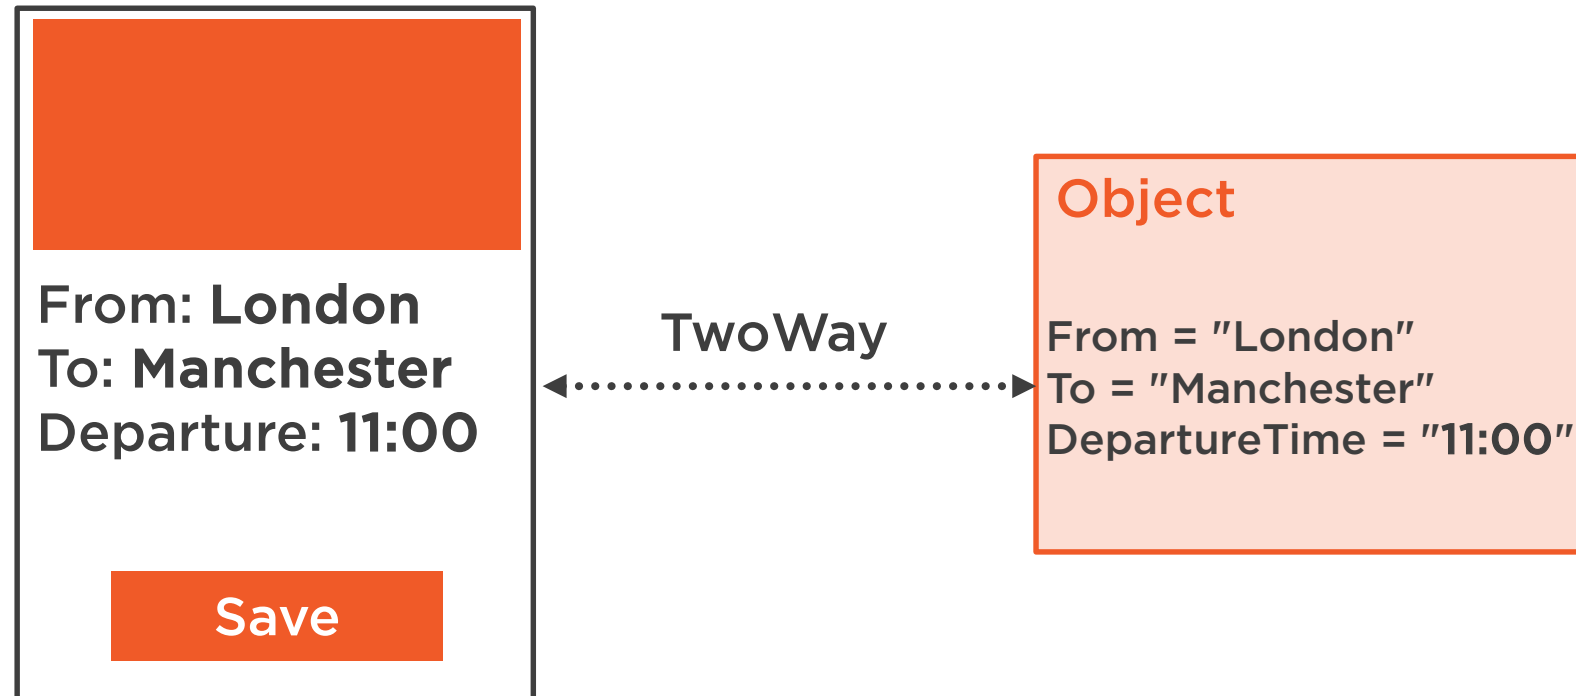 From: London
To: Manchester
Departure: 11:00
Save
TwoWay
Object
From = "London"
To = "Manchester"
DepartureTime = "11:00"